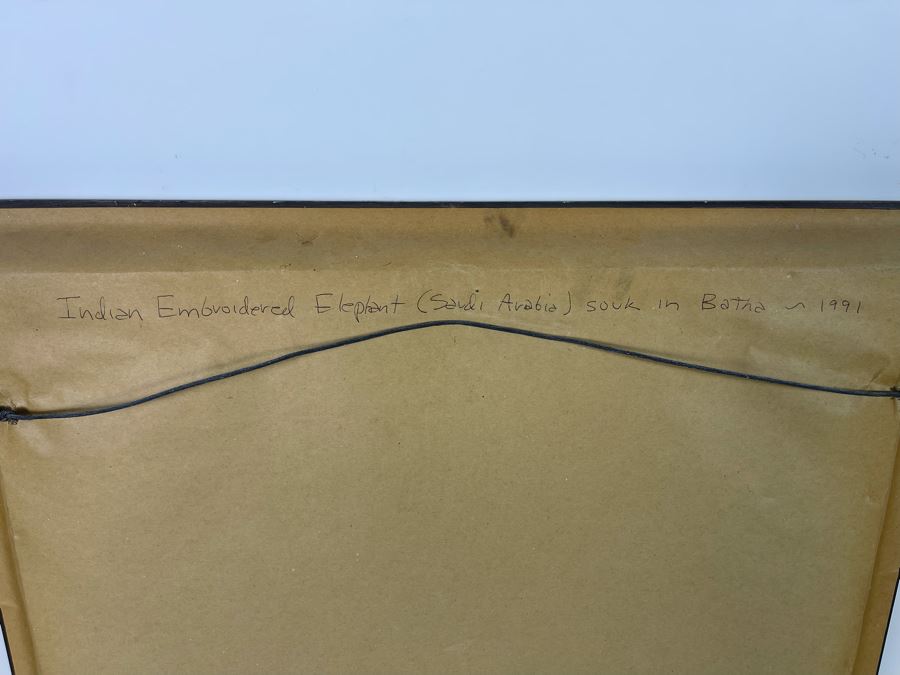 Indian Embroidered Eleplant (Saudi Arabia) souk in Batha ~ 1991